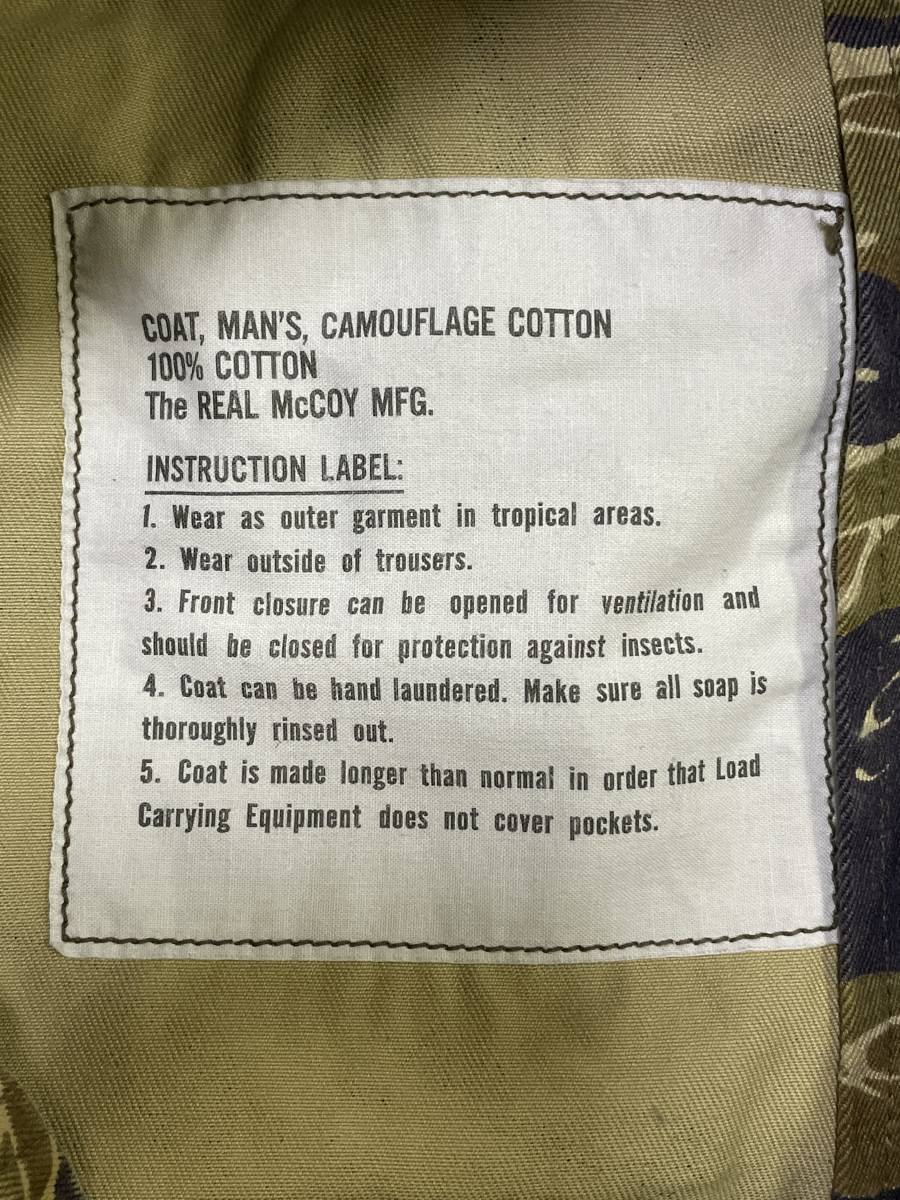 COAT, MAN'S, CAMOUFLAGE COTTON
100% COTTON
The REAL McCOY MFG.
INSTRUCTION LABEL:
1. Wear as outer garment in tropical areas.
2. Wear outside of trousers.
3. Front closure can be opened for ventilation and
should be closed for protection against insects.
4. Coat can be hand laundered. Make sure all soap is
thoroughly rinsed out.
5. Coat is made longer than normal in order that Load
Carrying Equipment does not cover pockets.